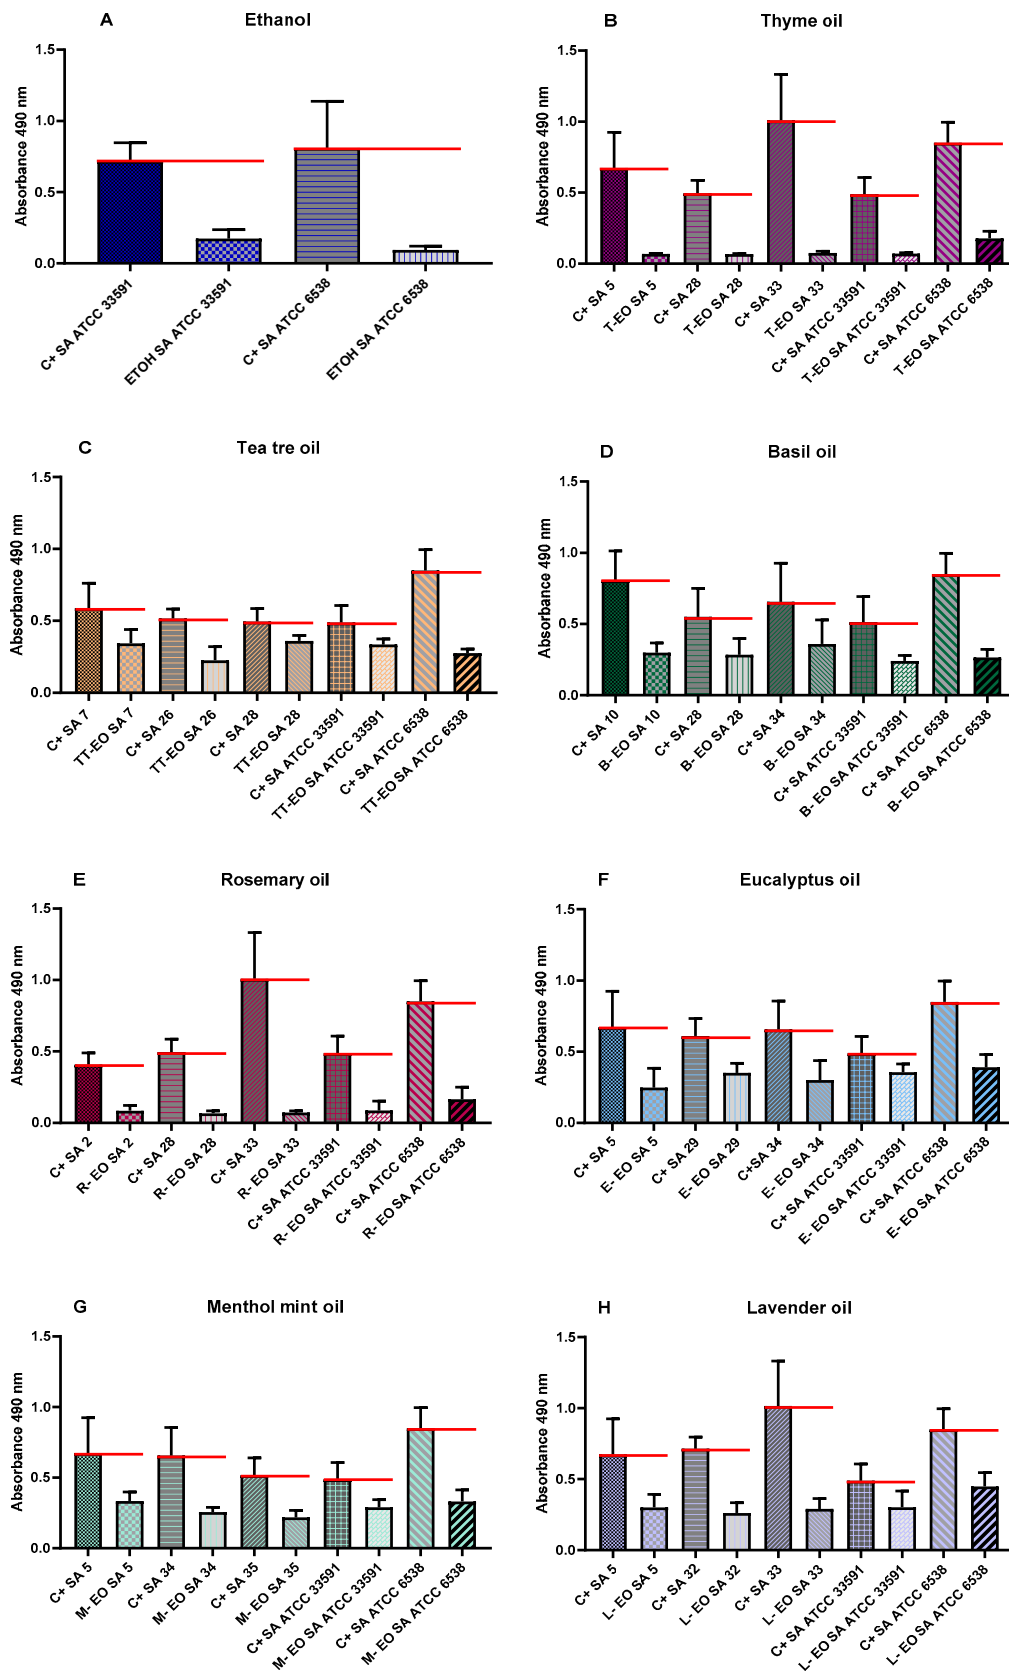 A Ethanol
Absorbance 490 nm
1.5
1.0
0.5
0.0
C+ SA ATCC 33591
ETOH SA ATCC 33591
C+ SA ATCC 6538
ETOH SA ATCC 6538
B Thyme oil
Absorbance 490 nm
1.5
1.0
0.5
0.0
C+ SA 5
T-EO SA 5
C+ SA 28
T-EO SA 28
C+ SA 33
T-EO SA 33
C+ SA ATCC 33591
T-EO SA ATCC 33591
C+ SA ATCC 6538
T-EO SA ATCC 6538
C Tea tre oil
Absorbance 490 nm
1.5
1.0
0.5
0.0
C+ SA 7
TT-EO SA 7
C+ SA 26
TT-EO SA 26
C+ SA 28
TT-EO SA 28
C+ SA ATCC 33591
TT-EO SA ATCC 33591
C+ SA ATCC 6538
TT-EO SA ATCC 6538
D Basil oil
Absorbance 490 nm
1.5
1.0
0.5
0.0
C+ SA 10
B- EO SA 10
C+ SA 28
B- EO SA 28
C+ SA 34
B- EO SA 34
C+ SA ATCC 33591
B- EO SA ATCC 33591
C+ SA ATCC 6538
B- EO SA ATCC 6538
E Rosemary oil
Absorbance 490 nm
1.5
1.0
0.5
0.0
C+ SA 2
R- EO SA 2
C+ SA 28
R- EO SA 28
C+ SA 33
R- EO SA 33
C+ SA ATCC 33591
R- EO SA ATCC 33591
C+ SA ATCC 6538
R- EO SA ATCC 6538
F Eucalyptus oil
Absorbance 490 nm
1.5
1.0
0.5
0.0
C+ SA 5
E- EO SA 5
C+ SA 29
E- EO SA 29
C+SA 34
E- EO SA 34
C+ SA ATCC 33591
E- EO SA ATCC 33591
C+ SA ATCC 6538
E- EO SA ATCC 6538
G Menthol mint oil
Absorbance 490 nm
1.5
1.0
0.5
0.0
C+ SA 5
M- EO SA 5
C+ SA 34
M- EO SA 34
C+ SA 35
M- EO SA 35
C+ SA ATCC 33591
M- EO SA ATCC 33591
C+ SA ATCC 6538
M- EO SA ATCC 6538
H Lavender oil
Absorbance 490 nm
1.5
1.0
0.5
0.0
C+ SA 5
L- EO SA 5
C+ SA 32
L- EO SA 32
C+ SA 33
L- EO SA 33
C+ SA ATCC 33591
L- EO SA ATCC 33591
C+ SA ATCC 6538
L- EO SA ATCC 6538